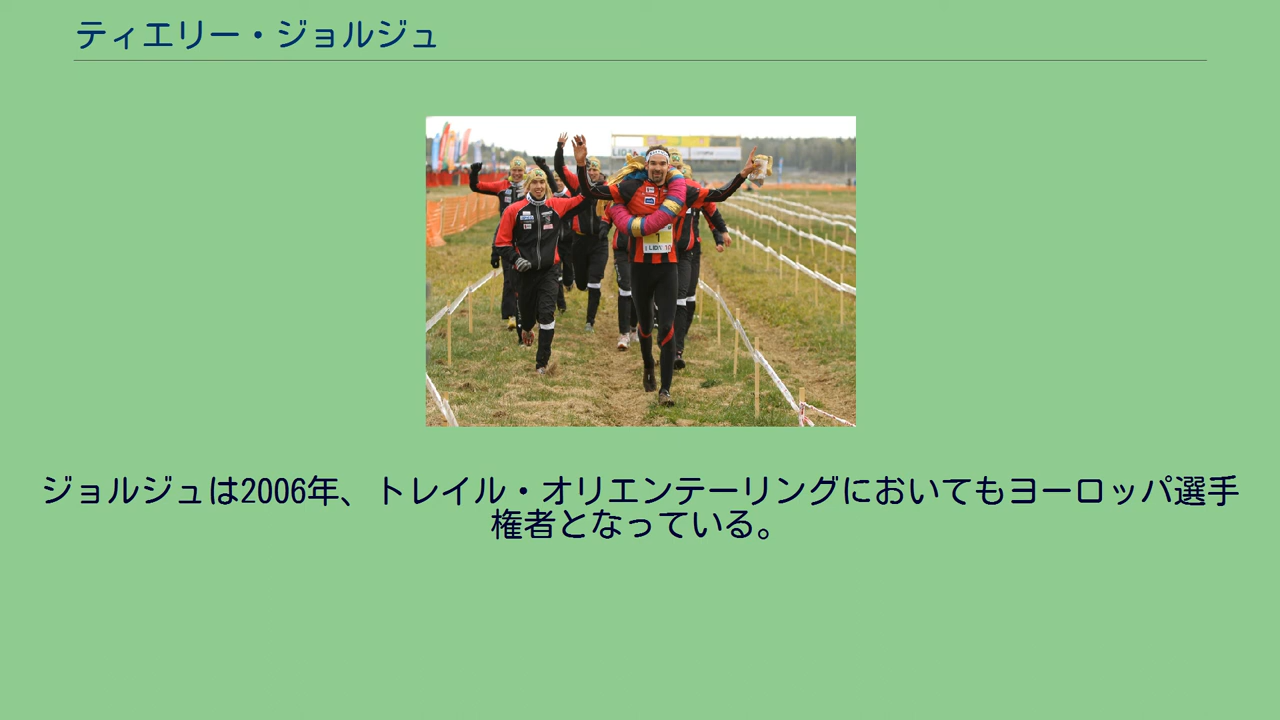 ティエリー・ジョルジュ
ジョルジュは2006年、トレイル・オリエンテーリングにおいてもヨーロッパ選手
権者となっている。